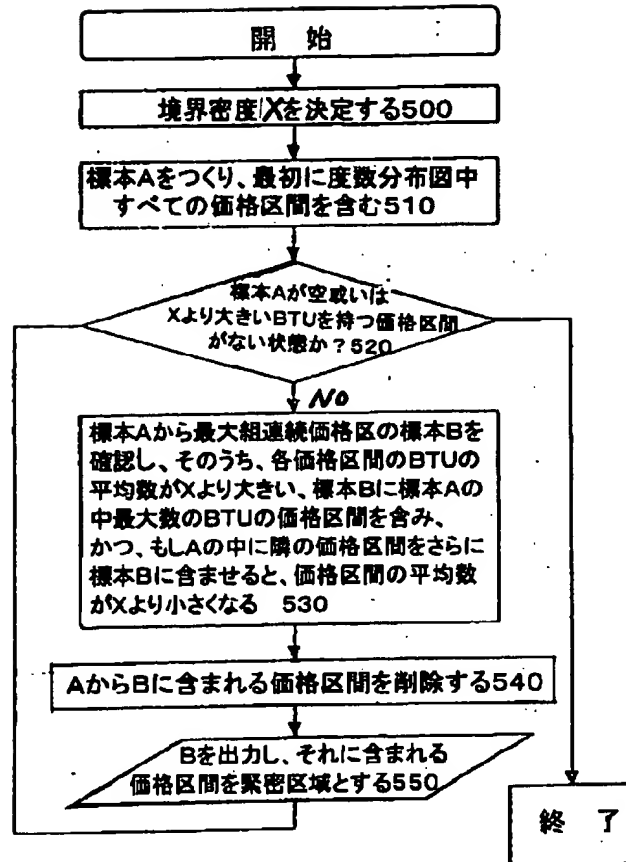 開 始
境界密度Xを決定する500
標本Aをつくり、最初に度数分布図中
すべての価格区間を含む510
標本Aが空或いは
Xより大きいBTUを持つ価格区間
がない状態か？520
NO
標本Aから最大組連続価格区の標本Bを
確認し、そのうち、各価格区間のBTUの
平均数がXより大きい、標本Bに標本Aの
中最大数のBTUの価格区間を含み、
かつ、もしAの中に隣の価格区間をさらに
標本Bに含ませると、価格区間の平均数
がXより小さくなる 530
AからBに含まれる価格区間を削除する540
Bを出力し、それに含まれる
価格区間を緊密区域とする550
終 了